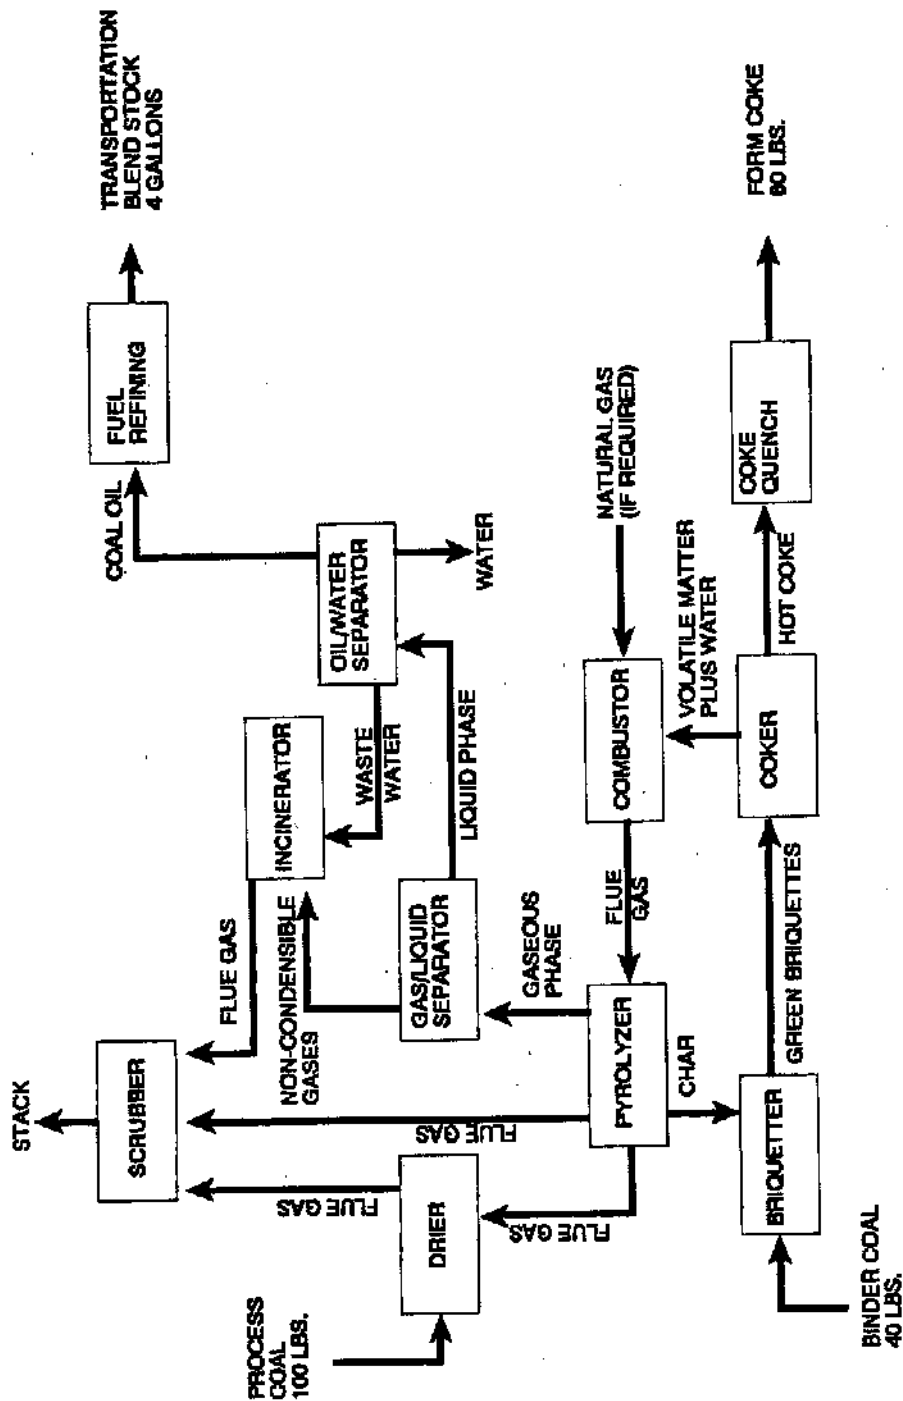 STACK
TRANSPORTATION
BLEND STOCK
4 GALLONS
SCRUBBER
FUEL
REFINING
COAL OIL
FLUE GAS
INCINERATOR
NON-CONDENSIBLE
GASES
WASTE
WATER
OIL/WATER
SEPARATOR
WATER
FLUE GAS
FLUE GAS
PROCESS
COAL
100 LBS.
DRIER
GAS/LIQUID
SEPARATOR
LIQUID PHASE
FLUE GAS
GASEOUS
PHASE
PYROLYZER
FLUE
GAS
COMBUSTOR
NATURAL GAS
(IF REQUIRED)
CHAR
VOLATILE MATTER
PLUS WATER
BRIQUETTER
GREEN BRIQUETTES
COKER
HOT COKE
COKE
QUENCH
FORM COKE
60 LBS.
BINDER COAL
40 LBS.